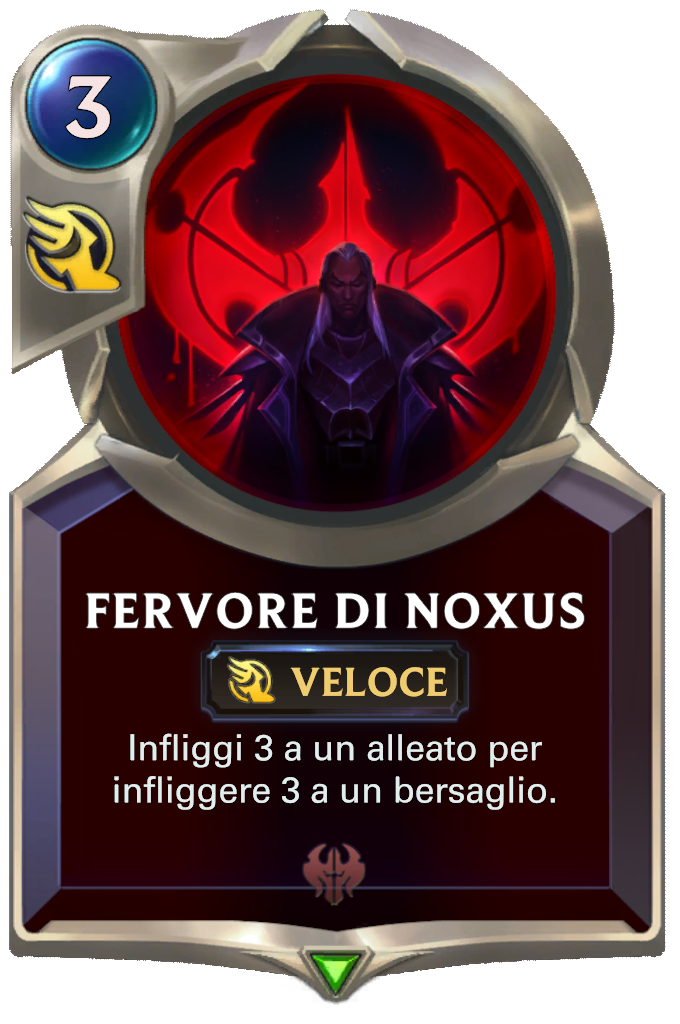 3
FERVORE DI NOXUS
VELOCE
Infliggi 3 a un alleato per
infliggere 3 a un bersaglio.